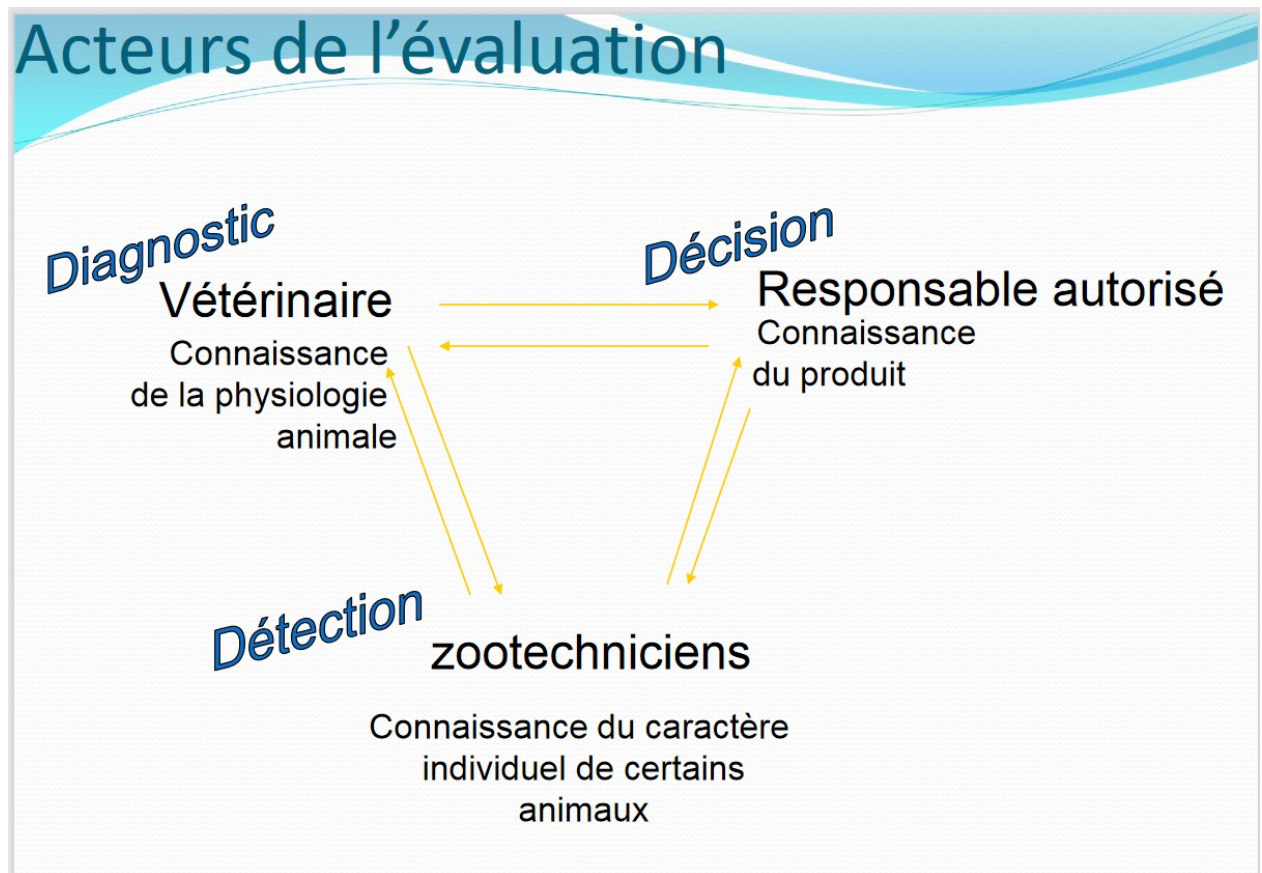 Acteurs de l’évaluation
Diagnostic
Vétérinaire
Connaissance
de la physiologie
animale
Décision
Responsable autorisé
Connaissance
du produit
Détection
zootechniciens
Connaissance du caractère
individuel de certains
animaux